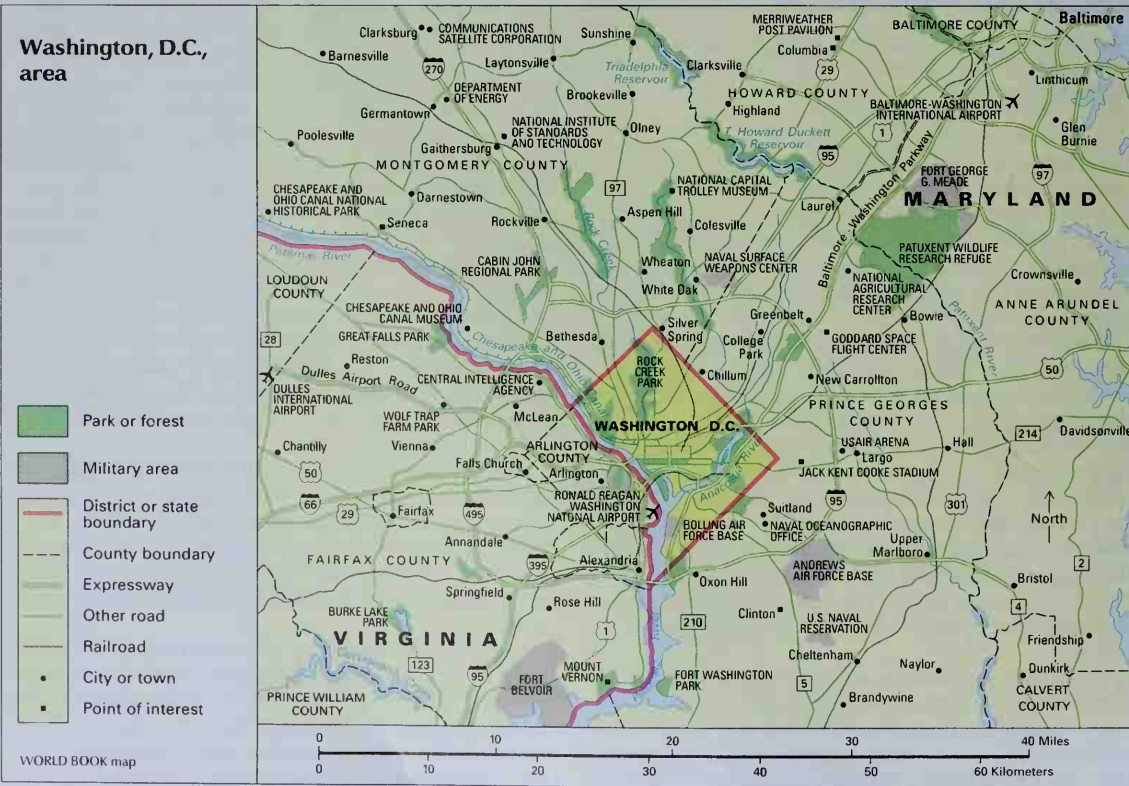 Washington, D.C.,
area
Park or forest
Military area
District or state
boundary
County boundary
Expressway
Other road
Railroad
City or town
Point of interest
WORLD BOOK map
Clarksburg
COMMUNICATIONS
SATELLITE CORPORATION
Sunshine
MERRIWEATHER
POST PAVILION
BALTIMORE COUNTY
Baltimore
Barnesville
270
Laytonsville
Triadelphia
Reservoir
Clarksville
Columbia
29
Linthicum
DEPARTMENT
OF ENERGY
Brookeville
HOWARD COUNTY
Highland
BALTIMORE-WASHINGTON
INTERNATIONAL AIRPORT
Germantown
NATIONAL INSTITUTE
OF STANDARDS
AND TECHNOLOGY
Olney
T. Howard Duckett
Reservoir
1
Glen
Burnie
Poolesville
Gaithersburg
MONTGOMERY COUNTY
95
Baltimore-Washington Parkway
FORT GEORGE
G. MEADE
97
CHESAPEAKE AND
OHIO CANAL NATIONAL
HISTORICAL PARK
Darnestown
97
NATIONAL CAPITAL
TROLLEY MUSEUM
Laurel
MARYLAND
Seneca
Rockville
Rock Creek
Aspen Hill
Colesville
PATUXENT WILDLIFE
RESEARCH REFUGE
Potomac River
CABIN JOHN
REGIONAL PARK
Wheaton
NAVAL SURFACE
WEAPONS CENTER
White Oak
NATIONAL
AGRICULTURAL
RESEARCH
CENTER
Crownsville
LOUDOUN
COUNTY
CHESAPEAKE AND OHIO
CANAL MUSEUM
Patuxent River
ANNE ARUNDEL
COUNTY
28
GREAT FALLS PARK
Chesapeake and Ohio Canal
Bethesda
Silver
Spring
College
Park
Greenbelt
Bowie
GODDARD SPACE
FLIGHT CENTER
Reston
Dulles Airport Road
CENTRAL INTELLIGENCE
AGENCY
ROCK
CREEK
PARK
Chillum
New Carrollton
50
DULLES
INTERNATIONAL
AIRPORT
WOLF TRAP
FARM PARK
McLean
WASHINGTON D.C.
PRINCE GEORGES
COUNTY
214
Davidsonville
Chantilly
Vienna
ARLINGTON
COUNTY
USAIR ARENA
Hall
Largo
50
Falls Church
Arlington
Anacostia River
JACK KENT COOKE STADIUM
66
29
Fairfax
495
RONALD REAGAN
WASHINGTON
NATIONAL AIRPORT
BOLLING AIR
FORCE BASE
Suitland
95
301
North
NAVAL OCEANOGRAPHIC
OFFICE
Annandale
FAIRFAX COUNTY
395
Alexandria
Upper
Marlboro
ANDREWS
AIR FORCE BASE
2
Springfield
Rose Hill
Oxon Hill
Bristol
BURKE LAKE
PARK
1
210
Clinton
U.S. NAVAL
RESERVATION
4
VIRGINIA
Friendship
123
95
FORT
BELVOIR
MOUNT
VERNON
FORT WASHINGTON
PARK
5
Cheltenham
Naylor
Dunkirk
PRINCE WILLIAM
COUNTY
Brandywine
CALVERT
COUNTY
0 10 20 30 40 Miles
0 10 20 30 40 50 60 Kilometers